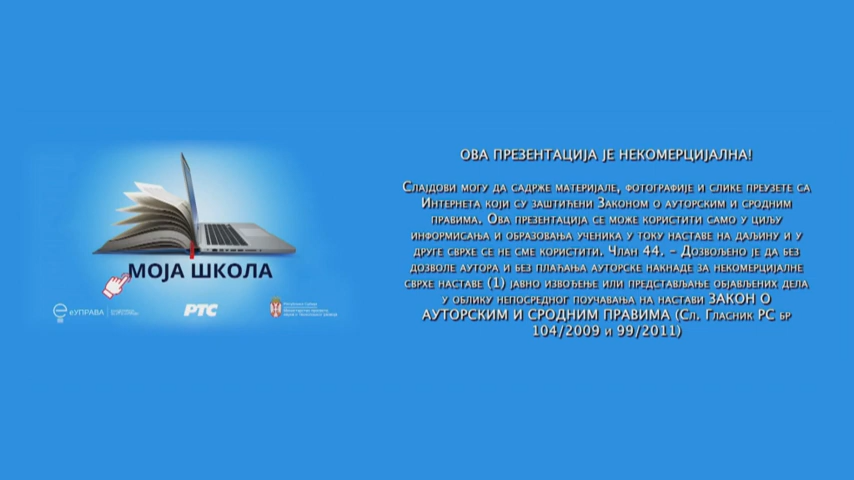 ОВА ПРЕЗЕНТАЦИЈА ЈЕ НЕКОМЕРЦИЈАЛНА!
Слајдови могу да садрже материјале, фотографије и слике преузете са
Интернета који су заштићени Законом о ауторским и сродним
правима. Ова презентација се може користити само у циљу
информисања и образовања ученика у току наставе на даљину и у
друге сврхе се не сме користити. Члан 44. – Дозвољено је да без
дозволе аутора и без плаћања ауторске накнаде за некомерцијалне
сврхе наставе (1) јавно извођење или представљање објављених дела
у облику непосредног поучавања на настави ЗАКОН О
АУТОРСКИМ И СРОДНИМ ПРАВИМА (Сл. Гласник РС бр
104/2009 и 99/2011)
МОЈА ШКОЛА
еУПРАВА
РТС